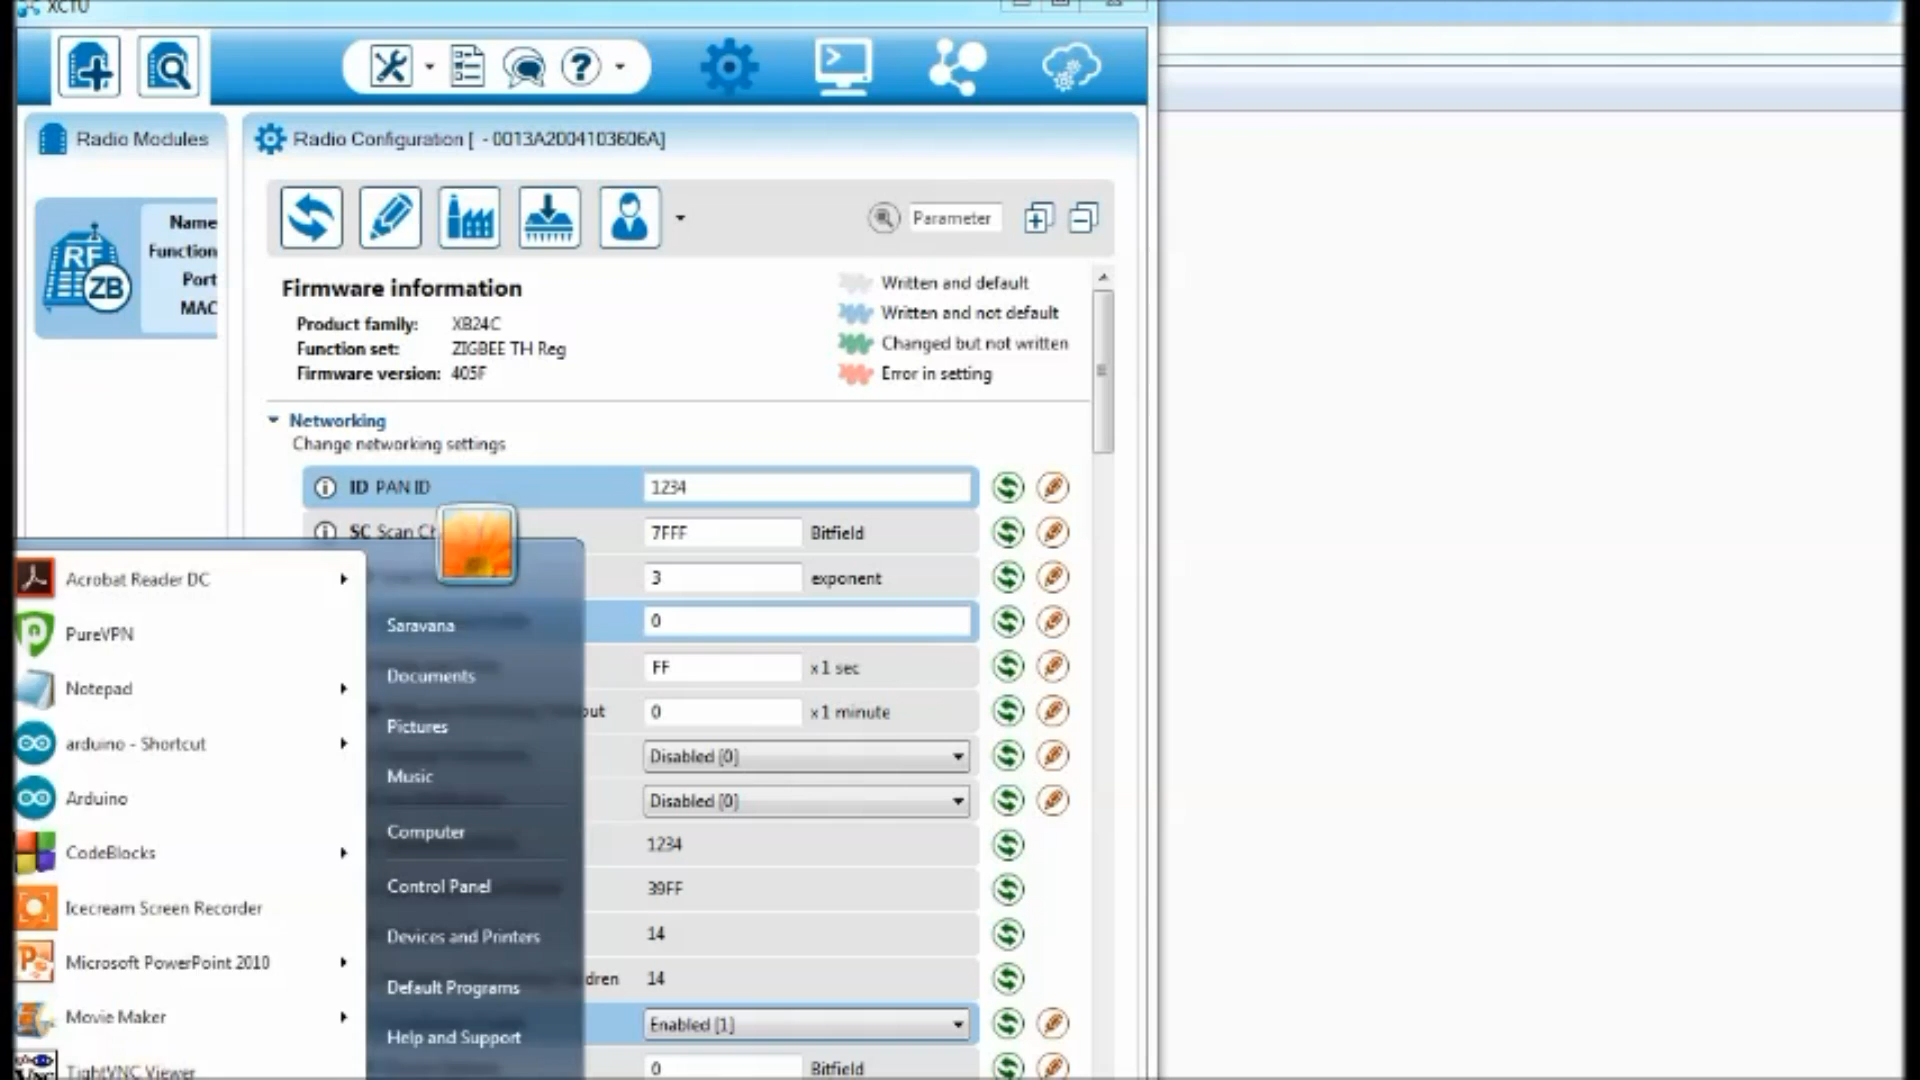 XCTU
Radio Modules
Radio Configuration [ - 0013A2004103606A]
Name
Function
Port
MAC
RF
ZB
Parameter
Firmware information
Product family: XB24C
Function set: ZIGBEE TH Reg
Firmware version: 405F
Written and default
Written and not default
Changed but not written
Error in setting
Networking
Change networking settings
ID PAN ID 1234
SC Scan Ch 7FFF Bitfield
3 exponent
0
FF x 1 sec
out 0 x 1 minute
Disabled [0]
Disabled [0]
1234
39FF
14
dren 14
Enabled [1]
0 Bitfield
Acrobat Reader DC
PureVPN
Notepad
arduino - Shortcut
Arduino
CodeBlocks
Icecream Screen Recorder
Microsoft PowerPoint 2010
Movie Maker
TightVNC Viewer
Saravana
Documents
Pictures
Music
Computer
Control Panel
Devices and Printers
Default Programs
Help and Support